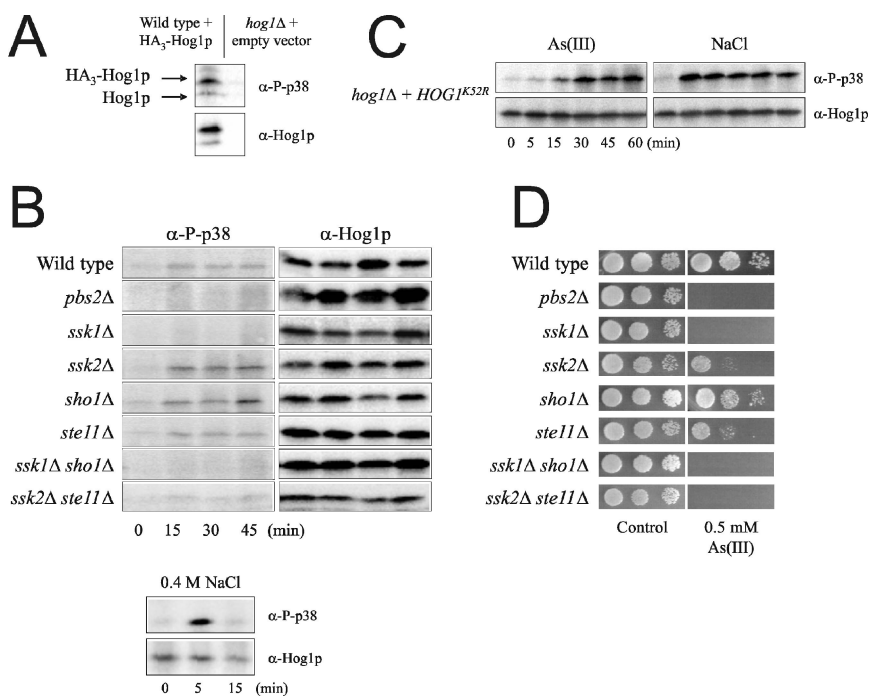 A
Wild type +
HA₃-Hog1p
hog1Δ +
empty vector
HA₃-Hog1p
Hog1p
α-P-p38
α-Hog1p
C
As(III)
NaCl
hog1Δ + HOG1ᴷ⁵²ᴿ
α-P-p38
α-Hog1p
0 5 15 30 45 60 (min)
B
α-P-p38
α-Hog1p
Wild type
pbs2Δ
ssk1Δ
ssk2Δ
sho1Δ
ste11Δ
ssk1Δ sho1Δ
ssk2Δ ste11Δ
0 15 30 45 (min)
0.4 M NaCl
α-P-p38
α-Hog1p
0 5 15 (min)
D
Wild type
pbs2Δ
ssk1Δ
ssk2Δ
sho1Δ
ste11Δ
ssk1Δ sho1Δ
ssk2Δ ste11Δ
Control
0.5 mM
As(III)